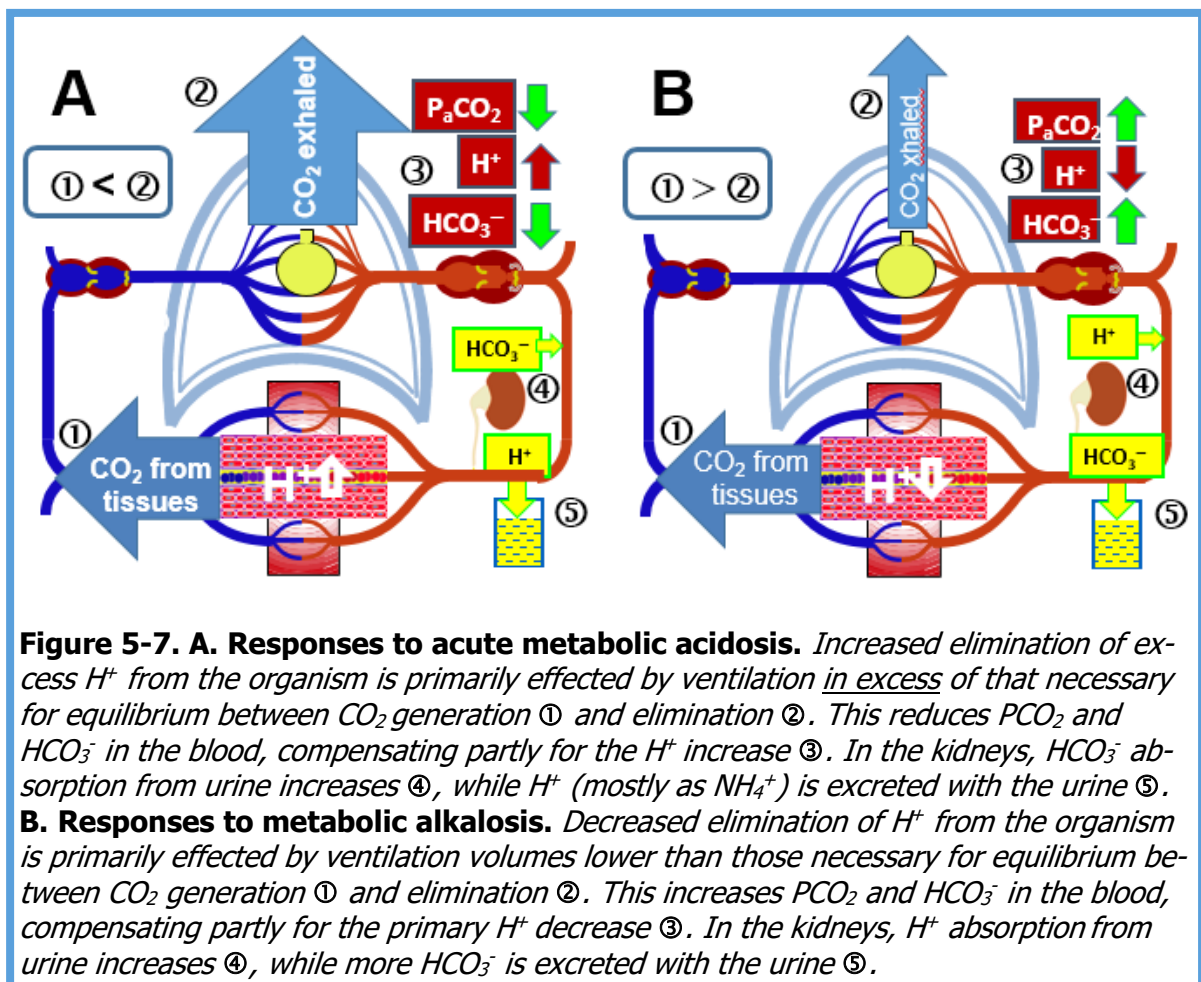 A
②
CO₂ exhaled
PₐCO₂
③
H⁺
HCO₃⁻
① < ②
HCO₃⁻
④
①
CO₂ from
tissues
H⁺
H⁺
⑤
B
②
CO₂ xhaled
PₐCO₂
③
H⁺
HCO₃⁻
① > ②
H⁺
④
①
CO₂ from
tissues
H⁺
HCO₃⁻
⑤
Figure 5-7. A. Responses to acute metabolic acidosis. Increased elimination of ex-
cess H⁺ from the organism is primarily effected by ventilation in excess of that necessary
for equilibrium between CO₂ generation ① and elimination ②. This reduces PCO₂ and
HCO₃⁻ in the blood, compensating partly for the H⁺ increase ③. In the kidneys, HCO₃⁻ ab-
sorption from urine increases ④, while H⁺ (mostly as NH₄⁺) is excreted with the urine ⑤.
B. Responses to metabolic alkalosis. Decreased elimination of H⁺ from the organism
is primarily effected by ventilation volumes lower than those necessary for equilibrium be-
tween CO₂ generation ① and elimination ②. This increases PCO₂ and HCO₃⁻ in the blood,
compensating partly for the primary H⁺ decrease ③. In the kidneys, H⁺ absorption from
urine increases ④, while more HCO₃⁻ is excreted with the urine ⑤.